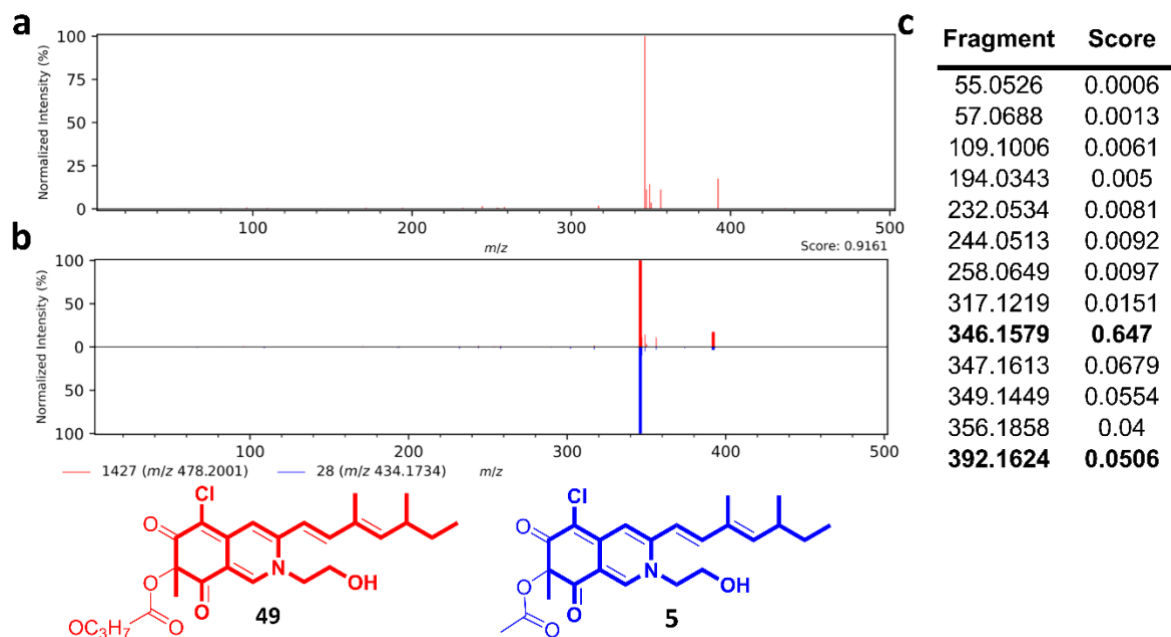 a
Normalized Intensity (%)
100
75
50
25
0
100
200
300
400
500
m/z
b
Score: 0.9161
Normalized Intensity (%)
100
50
0
50
100
100
200
300
400
500
1427 (m/z 478.2001)
28 (m/z 434.1734)
m/z
Cl
O
N
OH
O
O
OC3H7
O
49
Cl
O
N
OH
O
O
O
5
c
Fragment Score
55.0526 0.0006
57.0688 0.0013
109.1006 0.0061
194.0343 0.005
232.0534 0.0081
244.0513 0.0092
258.0649 0.0097
317.1219 0.0151
346.1579 0.647
347.1613 0.0679
349.1449 0.0554
356.1858 0.04
392.1624 0.0506